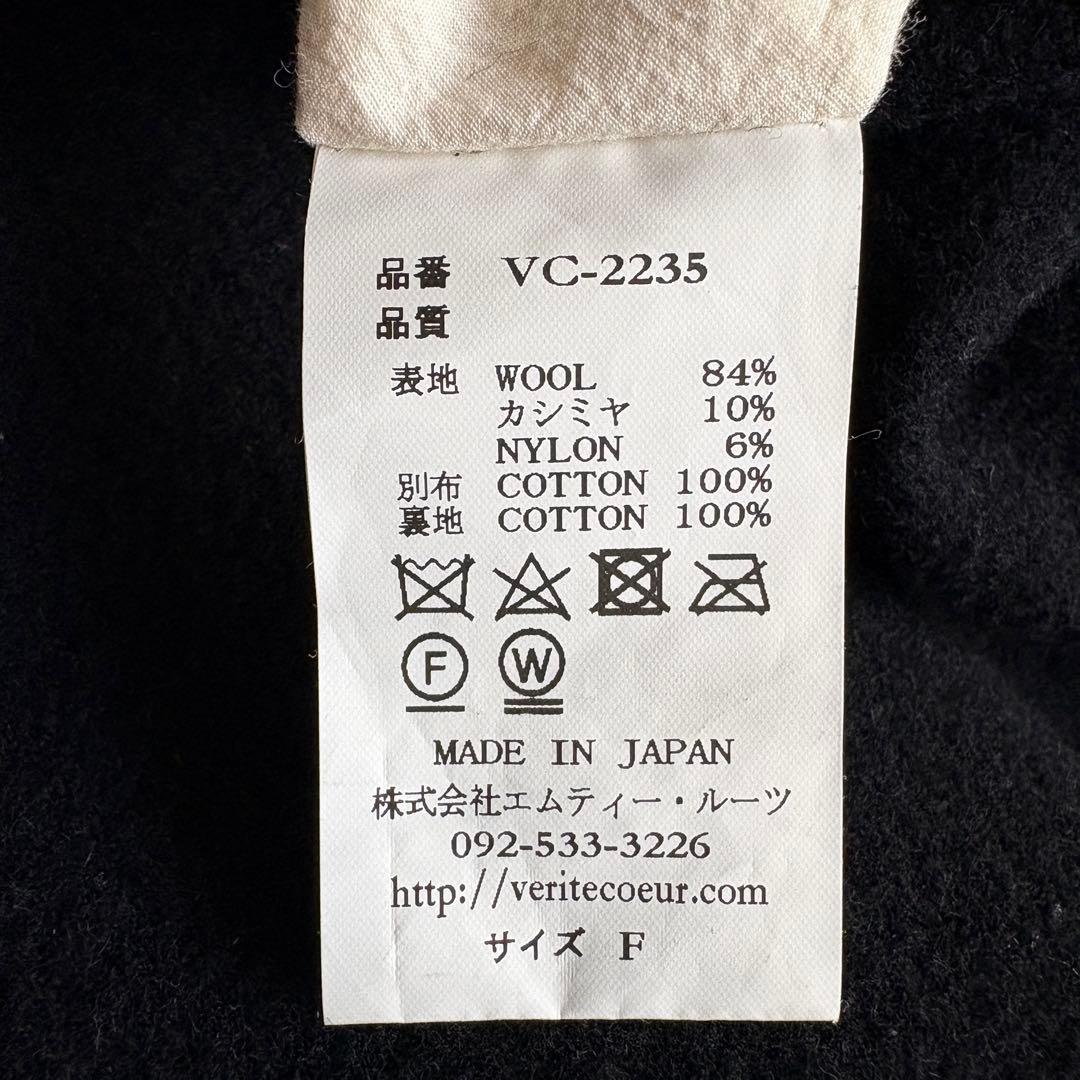 品番 VC-2235
品質
表地 WOOL 84%
カシミヤ 10%
NYLON 6%
別布 COTTON 100%
裏地 COTTON 100%
F W
MADE IN JAPAN
株式会社エムティー・ルーツ
092-533-3226
http://veritecoeur.com
サイズ F